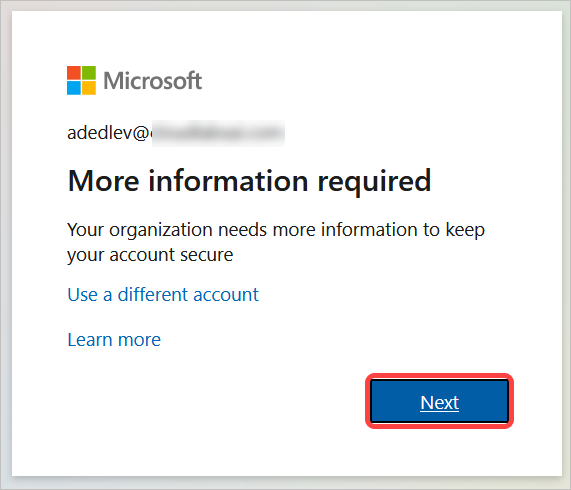 Microsoft
adedlev@
More information required
Your organization needs more information to keep
your account secure
Use a different account
Learn more
Next